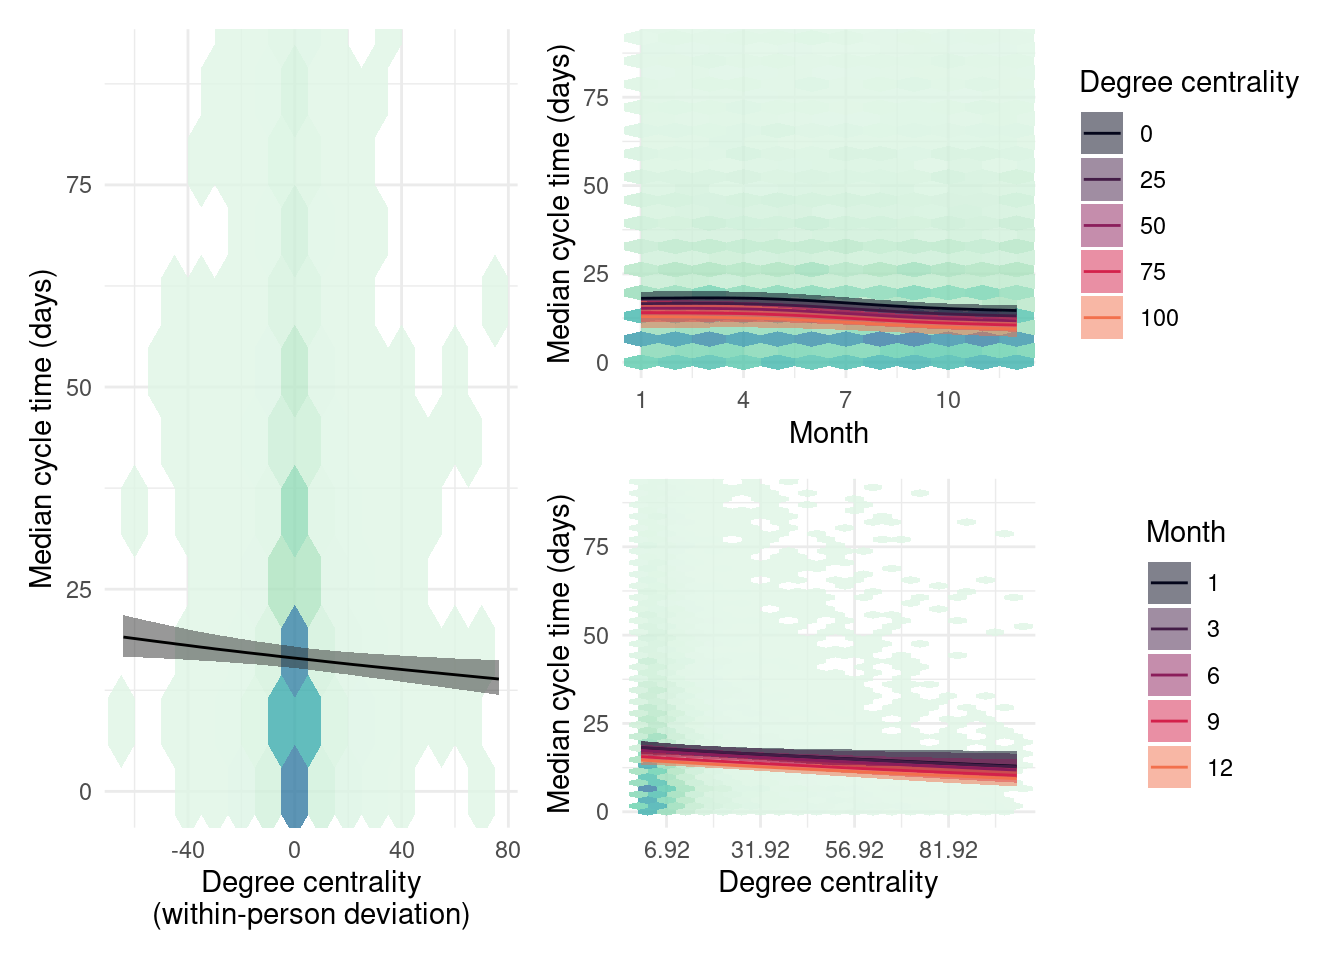 Median cycle time (days)
75
50
25
0
-40 0 40 80
Degree centrality
(within-person deviation)
Median cycle time (days)
75
50
25
0
1 4 7 10
Month
Degree centrality
0
25
50
75
100
Median cycle time (days)
75
50
25
0
6.92 31.92 56.92 81.92
Degree centrality
Month
1
3
6
9
12